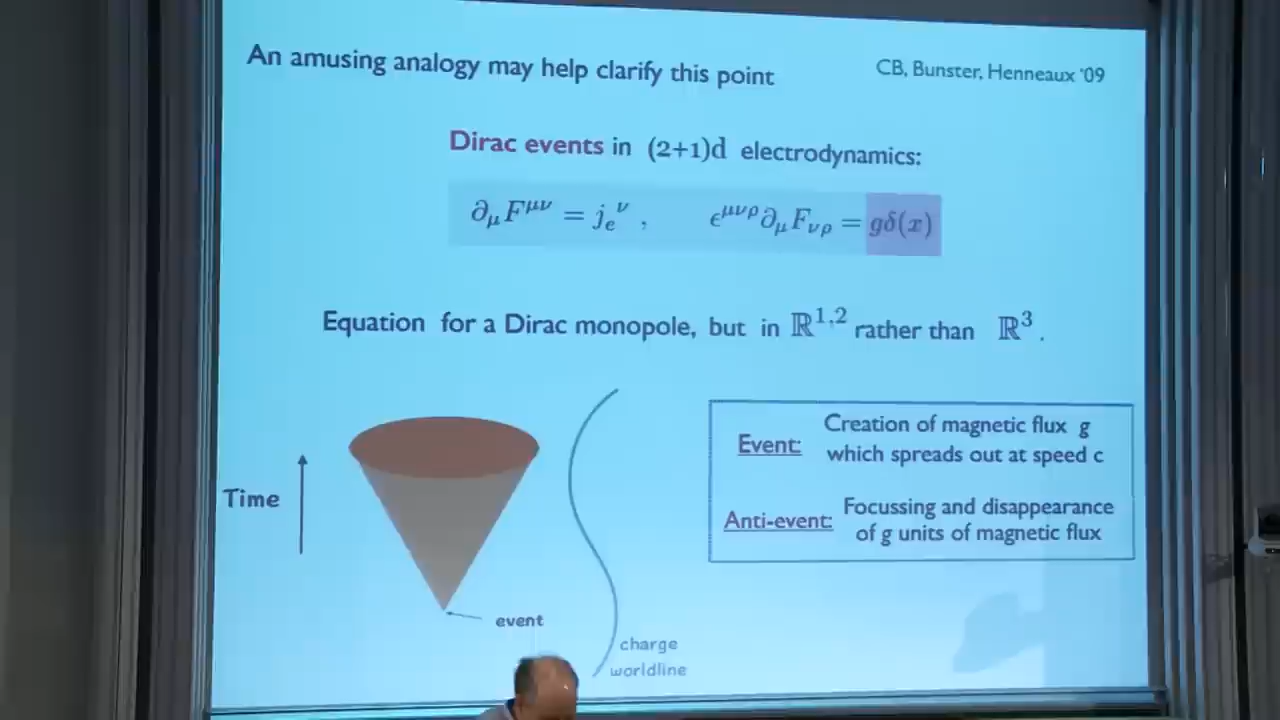 An amusing analogy may help clarify this point
CB, Bunster, Henneaux '09
Dirac events in (2+1)d electrodynamics:
∂_μ F^{μν} = j_e^ν , ε^{μνρ} ∂_μ F_{νρ} = gδ(x)
Equation for a Dirac monopole, but in ℝ^{1,2} rather than ℝ^3 .
Time
event
charge
worldline
Event: Creation of magnetic flux g
which spreads out at speed c
Anti-event: Focussing and disappearance
of g units of magnetic flux